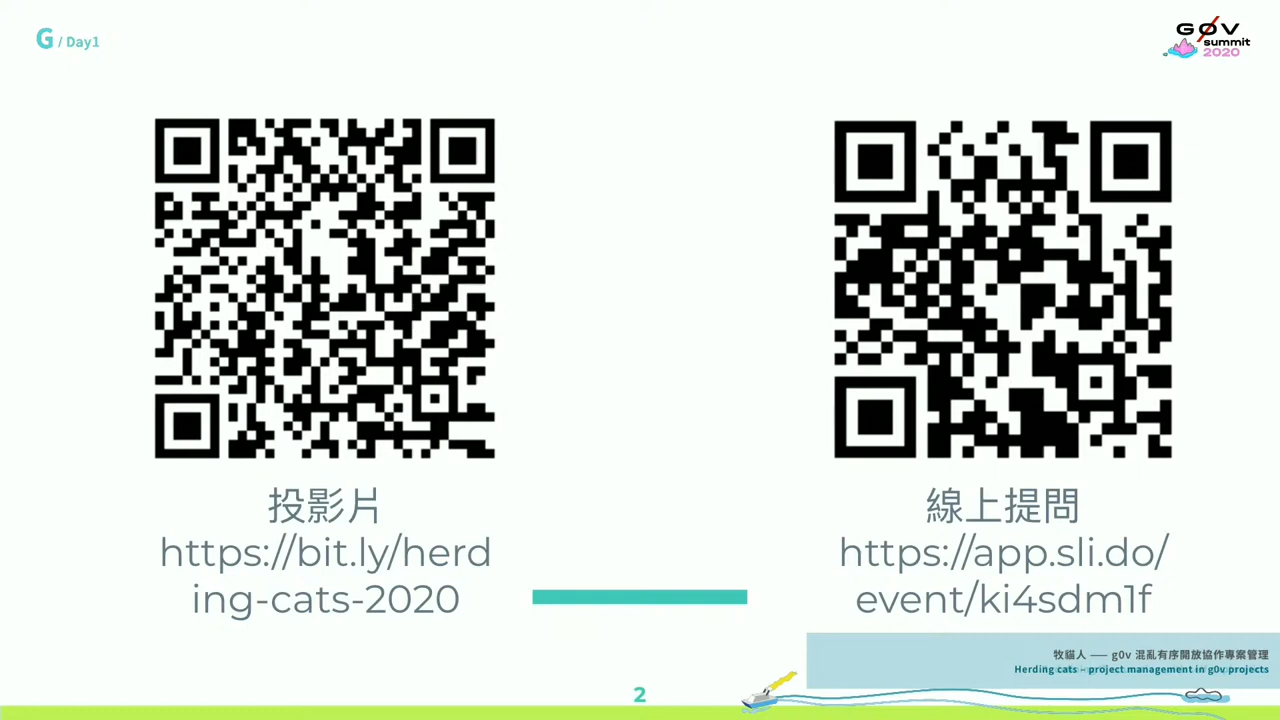 G / Day1
G0V
summit
2020
投影片
https://bit.ly/herd
ing-cats-2020
線上提問
https://app.sli.do/
event/ki4sdm1f
牧貓人 —— g0v 混亂有序開放協作專案管理
Herding cats - project management in g0v projects
2